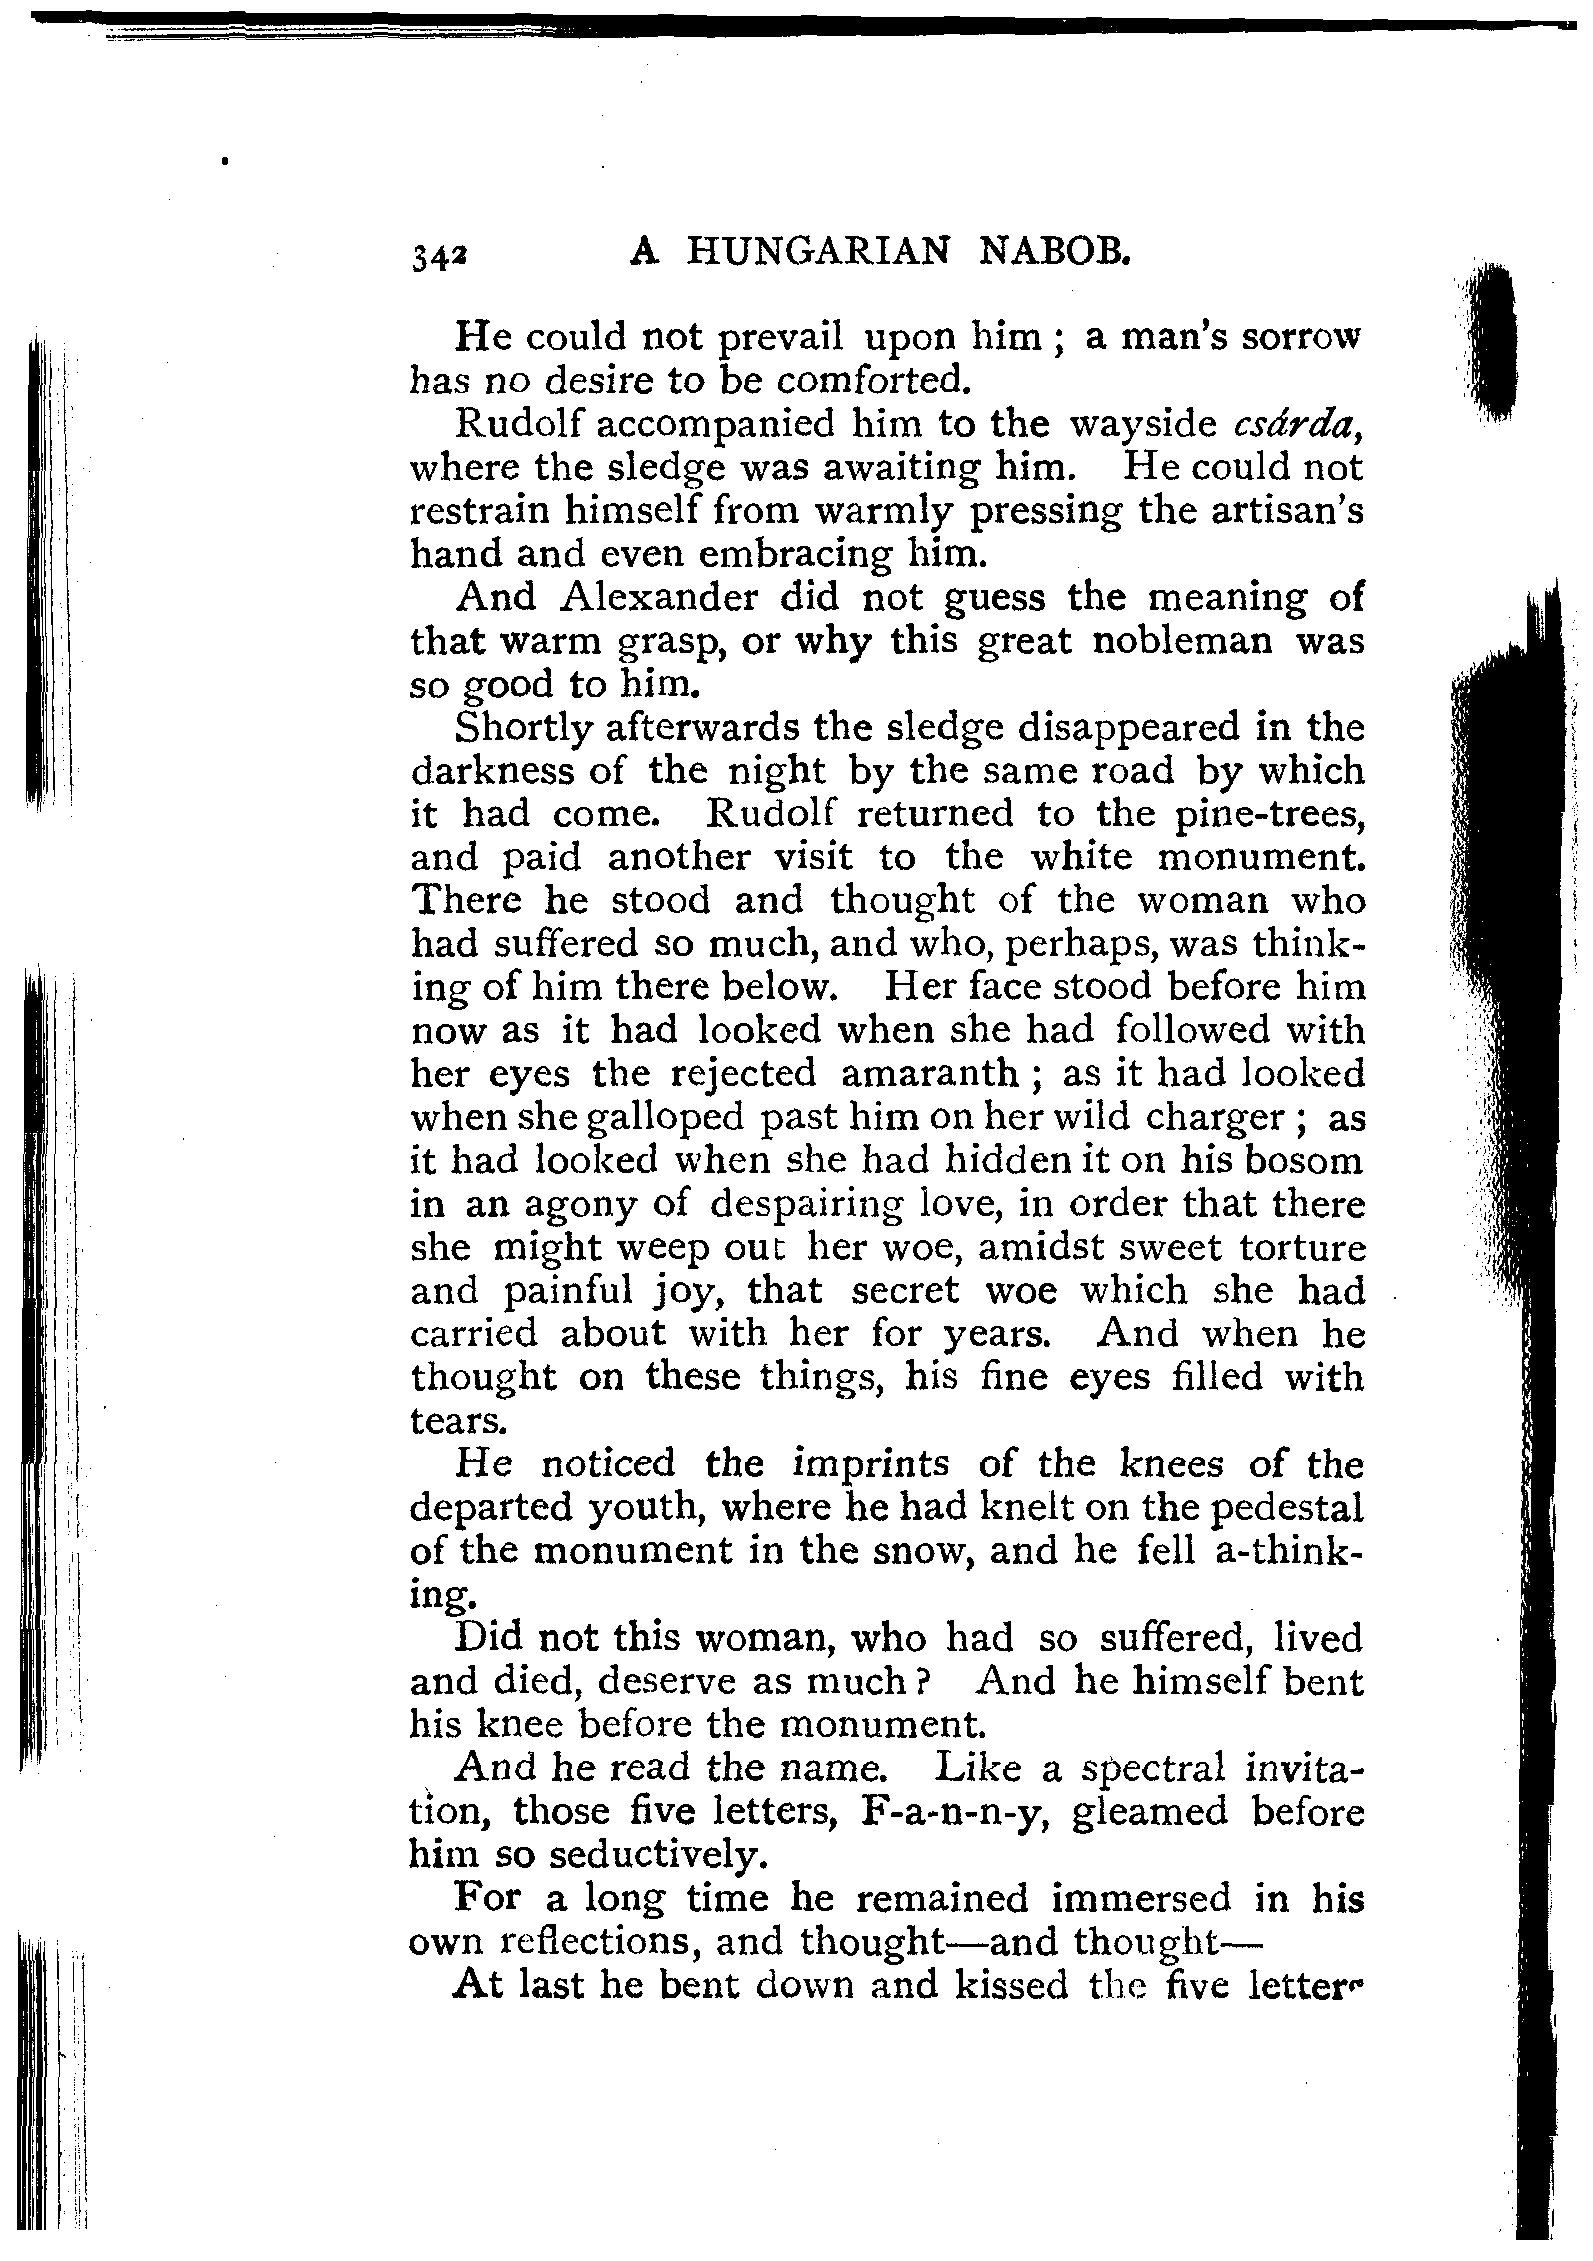 342 A HUNGARIAN NABOB.
He could not prevail upon him ; a man's sorrow
has no desire to be comforted.
Rudolf accompanied him to the wayside csárda,
where the sledge was awaiting him. He could not
restrain himself from warmly pressing the artisan's
hand and even embracing him.
And Alexander did not guess the meaning of
that warm grasp, or why this great nobleman was
so good to him.
Shortly afterwards the sledge disappeared in the
darkness of the night by the same road by which
it had come. Rudolf returned to the pine-trees,
and paid another visit to the white monument.
There he stood and thought of the woman who
had suffered so much, and who, perhaps, was think-
ing of him there below. Her face stood before him
now as it had looked when she had followed with
her eyes the rejected amaranth ; as it had looked
when she galloped past him on her wild charger ; as
it had looked when she had hidden it on his bosom
in an agony of despairing love, in order that there
she might weep out her woe, amidst sweet torture
and painful joy, that secret woe which she had
carried about with her for years. And when he
thought on these things, his fine eyes filled with
tears.
He noticed the imprints of the knees of the
departed youth, where he had knelt on the pedestal
of the monument in the snow, and he fell a-think-
ing.
Did not this woman, who had so suffered, lived
and died, deserve as much ? And he himself bent
his knee before the monument.
And he read the name. Like a spectral invita-
tion, those five letters, F-a-n-n-y, gleamed before
him so seductively.
For a long time he remained immersed in his
own reflections, and thought—and thought—
At last he bent down and kissed the five letters